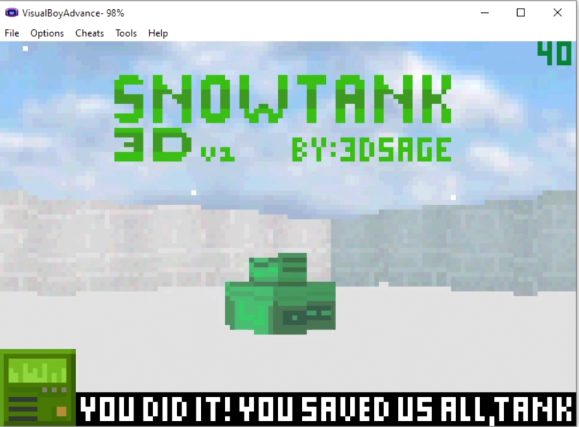 VisualBoyAdvance- 98%
File Options Cheats Tools Help
40
SNOWTANK
3D V1 BY:3DSAGE
YOU DID IT! YOU SAVED US ALL,TANK